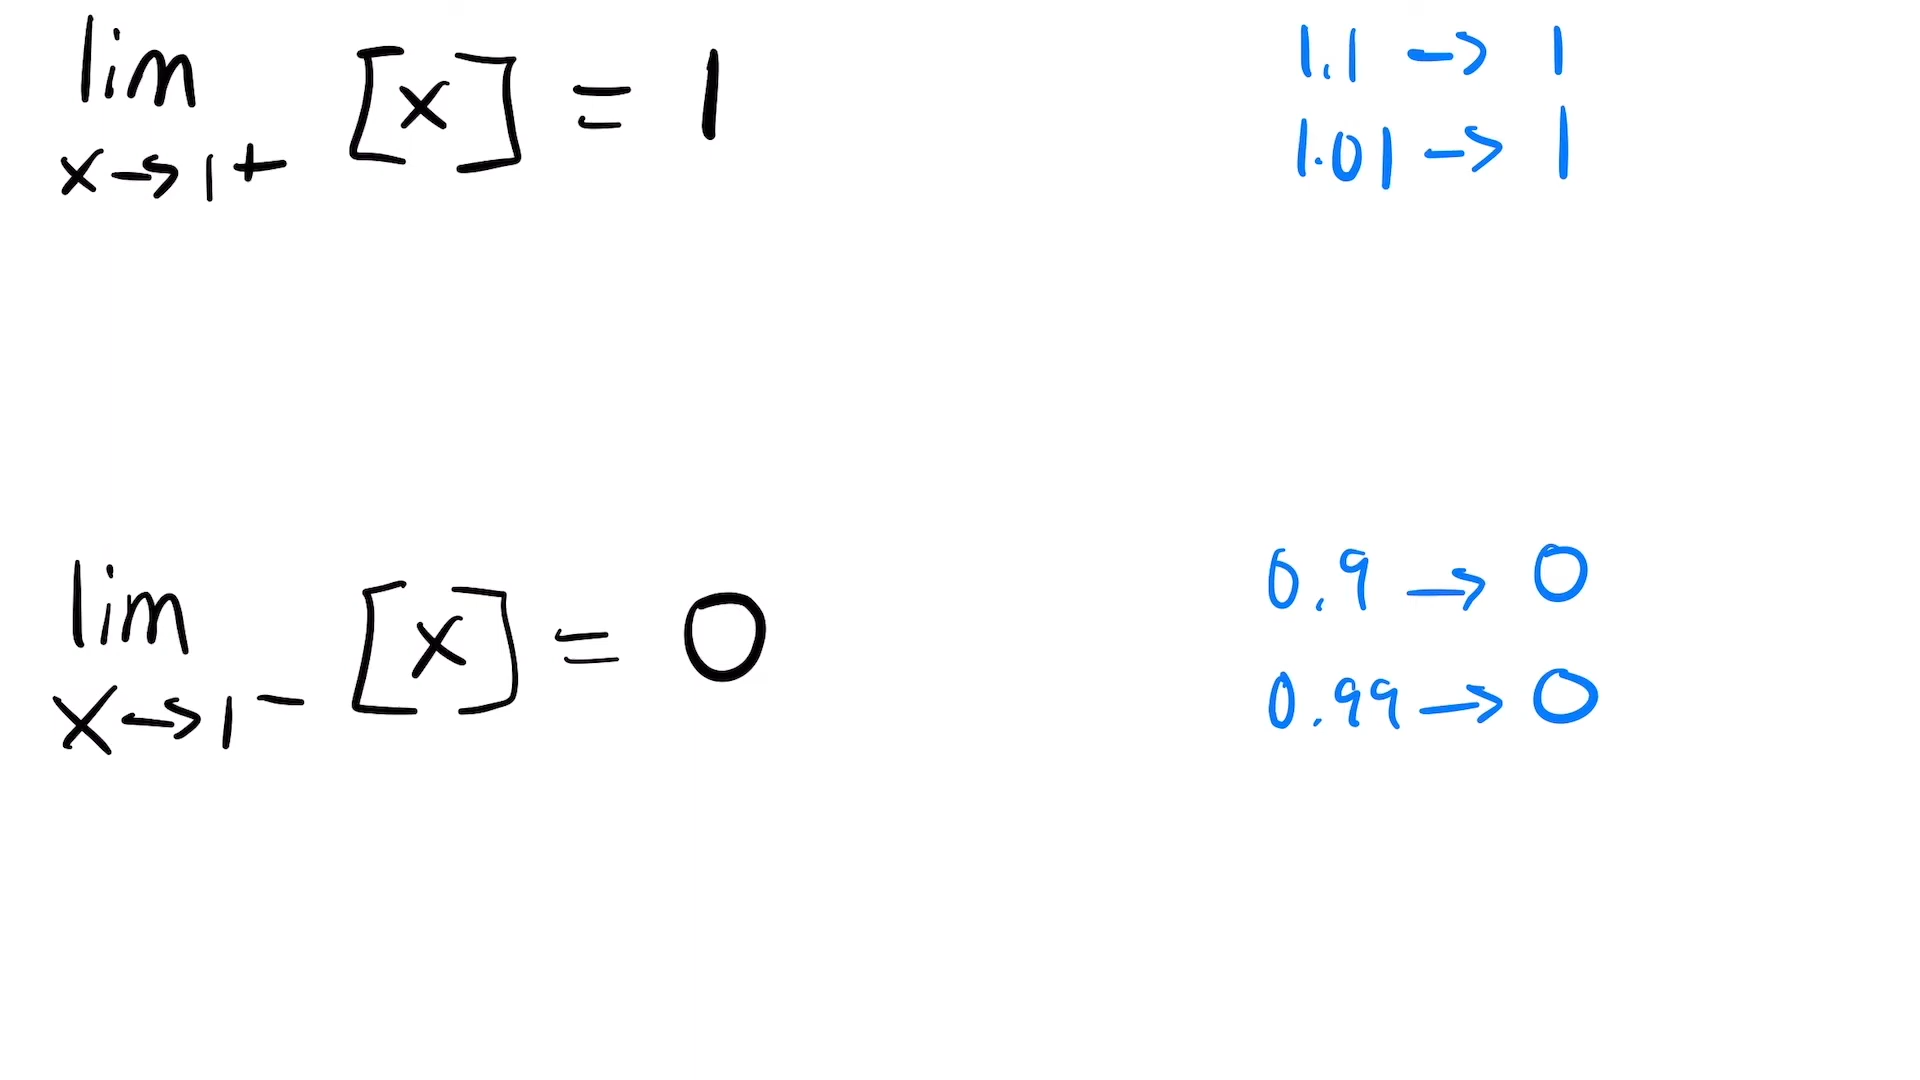 lim [x] = 1
x→1+
1.1 → 1
1.01 → 1
lim [x] = 0
x→1−
0.9 → 0
0.99 → 0